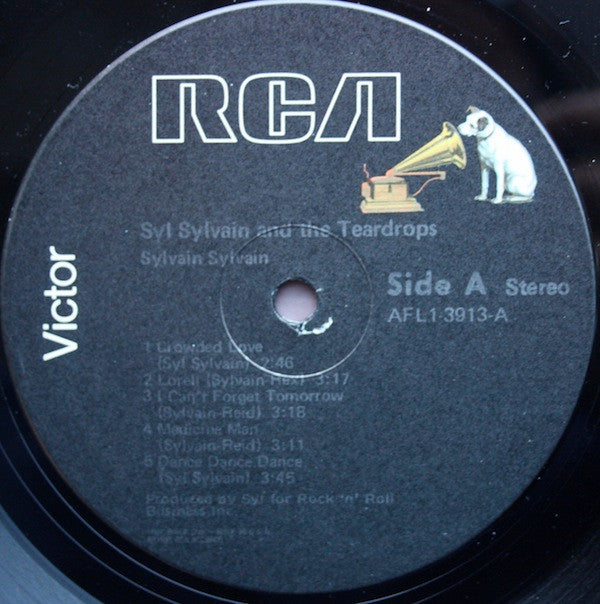 RCA
Victor
Syl Sylvain and the Teardrops
Sylvain Sylvain
Side A Stereo
AFL1-3913-A
1 Crowded Love
(Syl Sylvain) 2:46
2 Lorell (Sylvain-Rex) 3:17
3 I Can't Forget Tomorrow
(Sylvain-Reid) 3:18
4 Medicine Man
(Sylvain-Reid) 3:11
5 Dance Dance Dance
(Syl Sylvain) 3:45
Produced by Syl for Rock 'n' Roll
Business Inc.